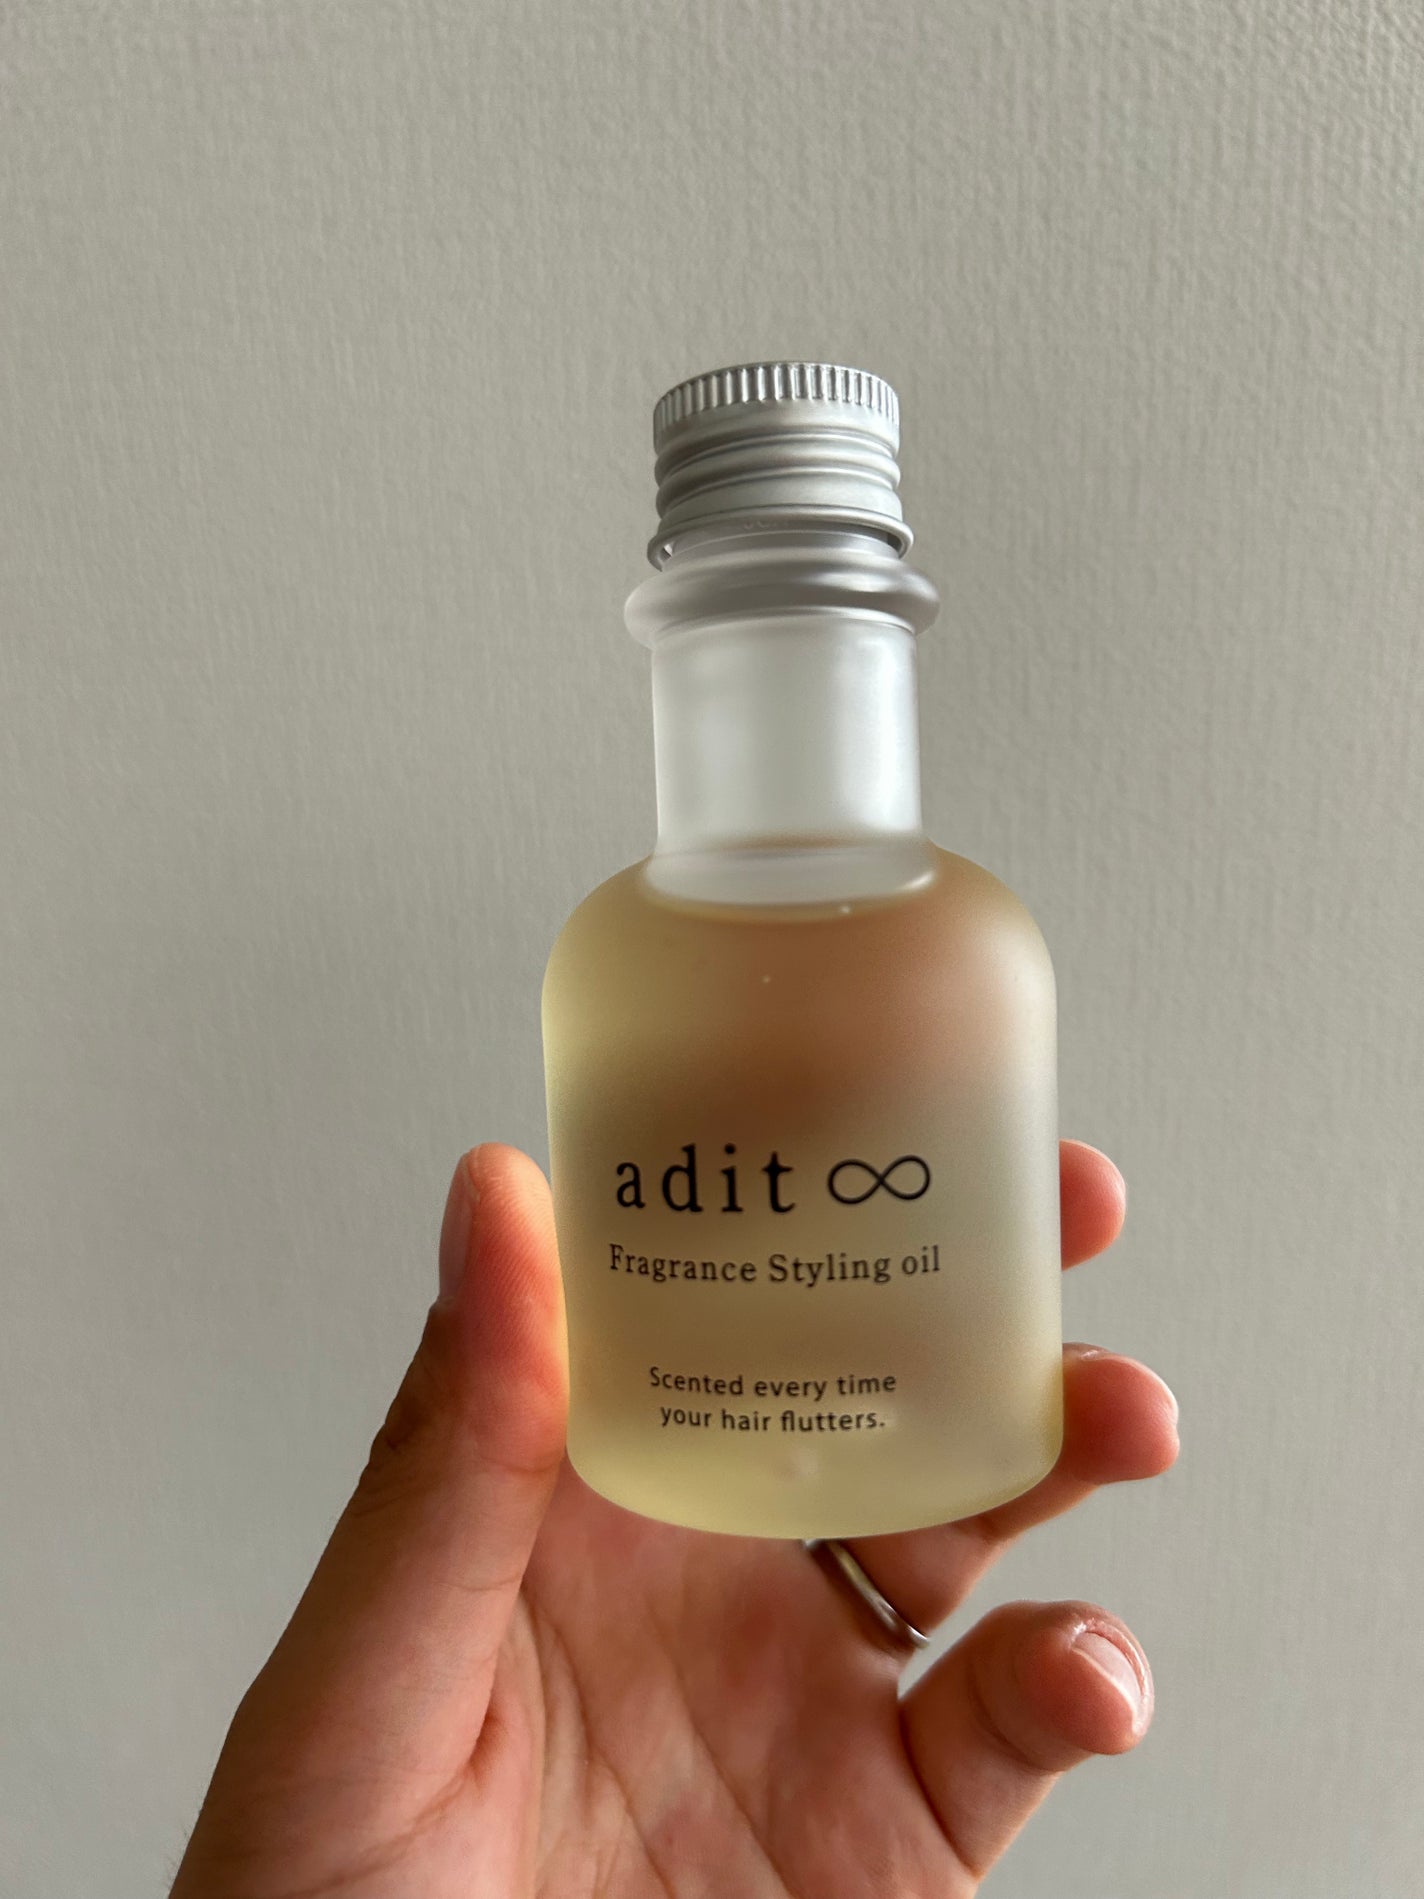 adit ∞
Fragrance Styling oil
Scented every time
your hair flutters.